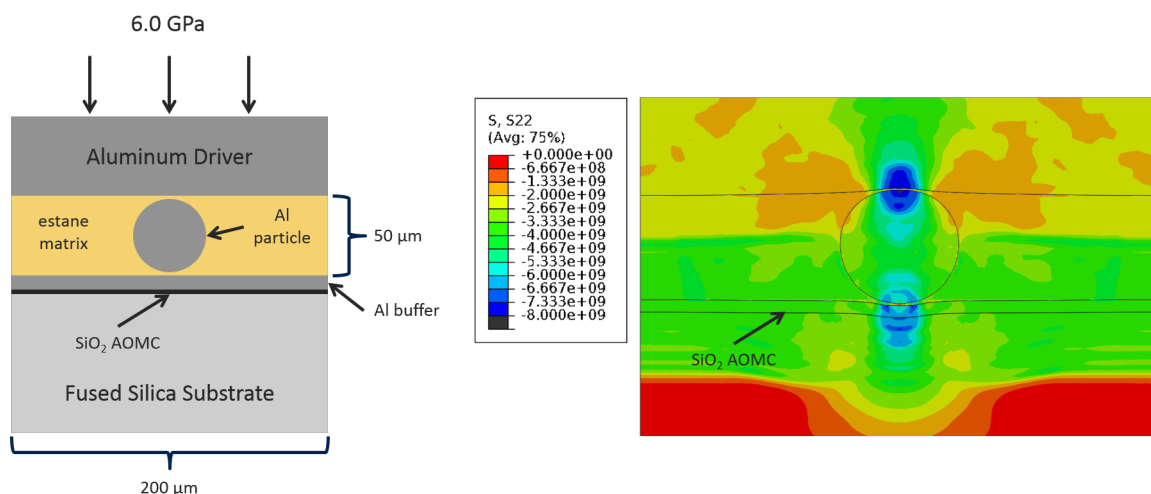 6.0 GPa
Aluminum Driver
estane
matrix
Al
particle
50 μm
Al buffer
SiO₂ AOMC
Fused Silica Substrate
200 μm
S, S22
(Avg: 75%)
+0.000e+00
-6.667e+08
-1.333e+09
-2.000e+09
-2.667e+09
-3.333e+09
-4.000e+09
-4.667e+09
-5.333e+09
-6.000e+09
-6.667e+09
-7.333e+09
-8.000e+09
SiO₂ AOMC